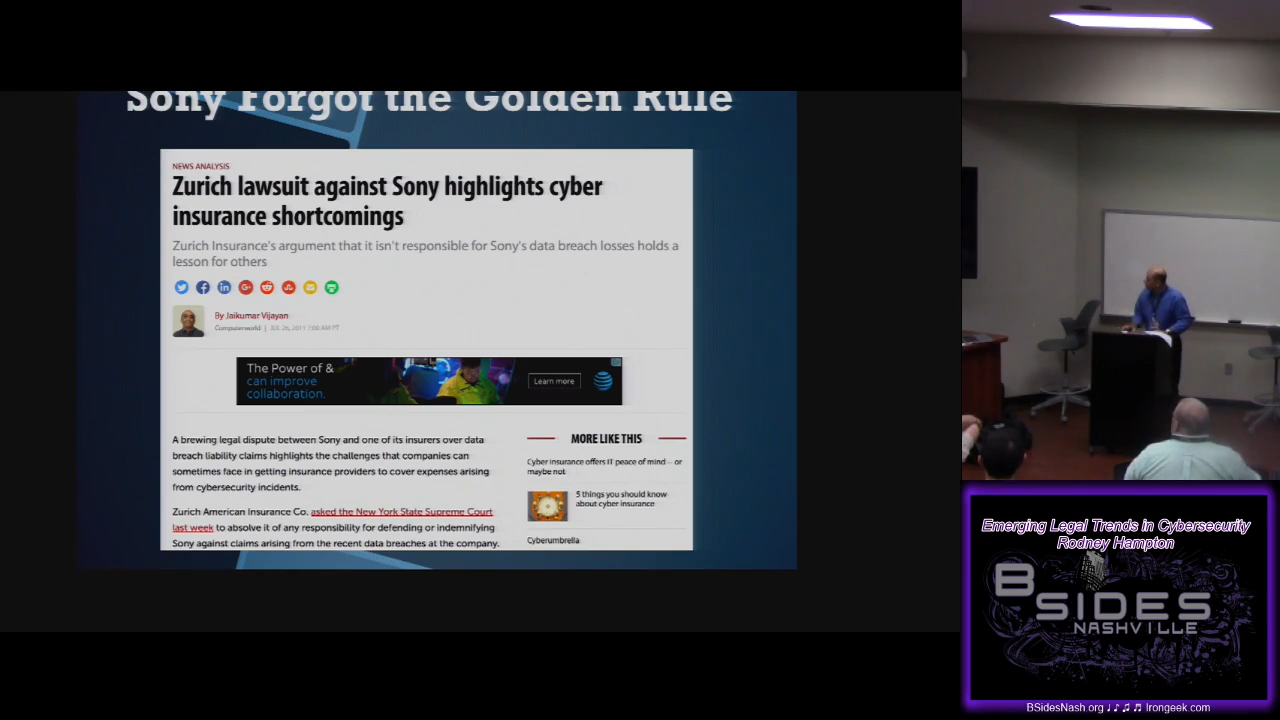 Sony Forgot the Golden Rule
NEWS ANALYSIS
Zurich lawsuit against Sony highlights cyber
insurance shortcomings
Zurich Insurance's argument that it isn't responsible for Sony's data breach losses holds a
lesson for others
By Jaikumar Vijayan
Computerworld | JUL 26, 2011 7:00 AM PT
The Power of &
can improve
collaboration.
Learn more
A brewing legal dispute between Sony and one of its insurers over data
breach liability claims highlights the challenges that companies can
sometimes face in getting insurance providers to cover expenses arising
from cybersecurity incidents.
Zurich American Insurance Co. asked the New York State Supreme Court
last week to absolve it of any responsibility for defending or indemnifying
Sony against claims arising from the recent data breaches at the company.
MORE LIKE THIS
Cyber insurance offers IT peace of mind -- or
maybe not
5 things you should know
about cyber insurance
Cyberumbrella
Emerging Legal Trends in Cybersecurity
Rodney Hampton
BSIDES
NASHVILLE
BSidesNash.org ♩ ♪ ♫ ♬ Irongeek.com